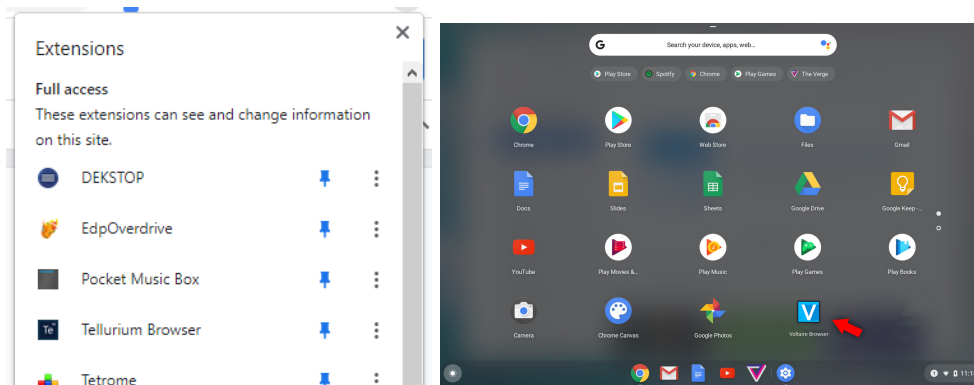 Extensions
Full access
These extensions can see and change information
on this site.
DEKSTOP
EdpOverdrive
Pocket Music Box
Te
Tellurium Browser
Tetrome
G
Search your device, apps, web...
Play Store
Spotify
Chrome
Play Games
The Verge
Chrome
Play Store
Web Store
Files
Gmail
Docs
Slides
Sheets
Google Drive
Google Keep -...
YouTube
Play Movies &...
Play Music
Play Games
Play Books
Camera
Chrome Canvas
Google Photos
V
Voltaire Browser